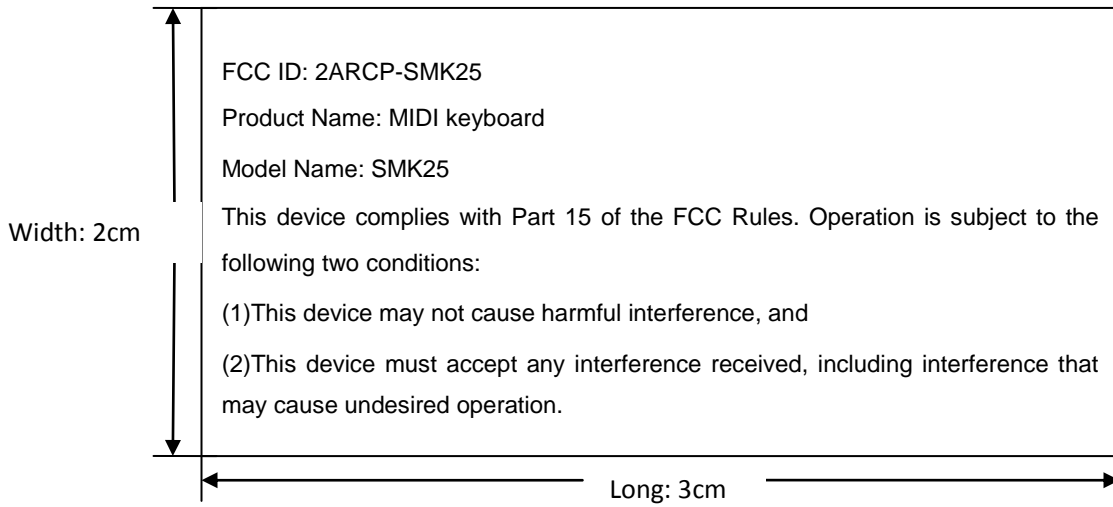 FCC ID: 2ARCP-SMK25
Product Name: MIDI keyboard
Model Name: SMK25
This device complies with Part 15 of the FCC Rules. Operation is subject to the
following two conditions:
(1)This device may not cause harmful interference, and
(2)This device must accept any interference received, including interference that
may cause undesired operation.
Width: 2cm
Long: 3cm